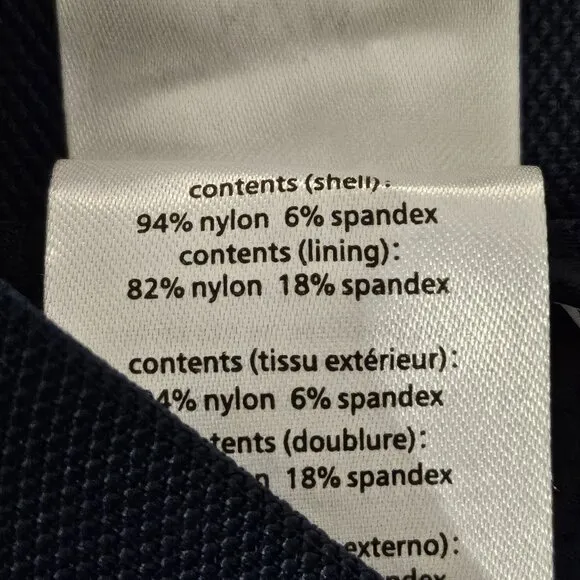 contents (shell):
94% nylon 6% spandex
contents (lining):
82% nylon 18% spandex
contents (tissu extérieur):
4% nylon 6% spandex
tents (doublure):
n 18% spandex
externo):